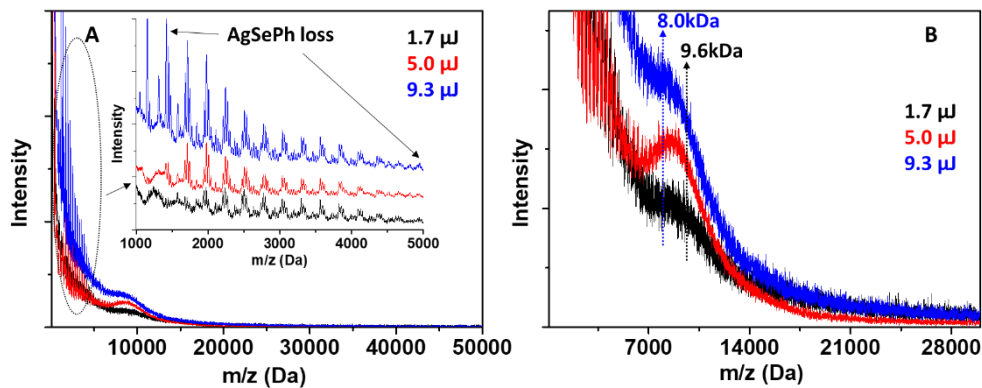 A
AgSePh loss
1.7 µJ
5.0 µJ
9.3 µJ
Intensity
1000 2000 3000 4000 5000
m/z (Da)
Intensity
10000 20000 30000 40000 50000
m/z (Da)
8.0kDa
B
9.6kDa
1.7 µJ
5.0 µJ
9.3 µJ
Intensity
7000 14000 21000 28000
m/z (Da)